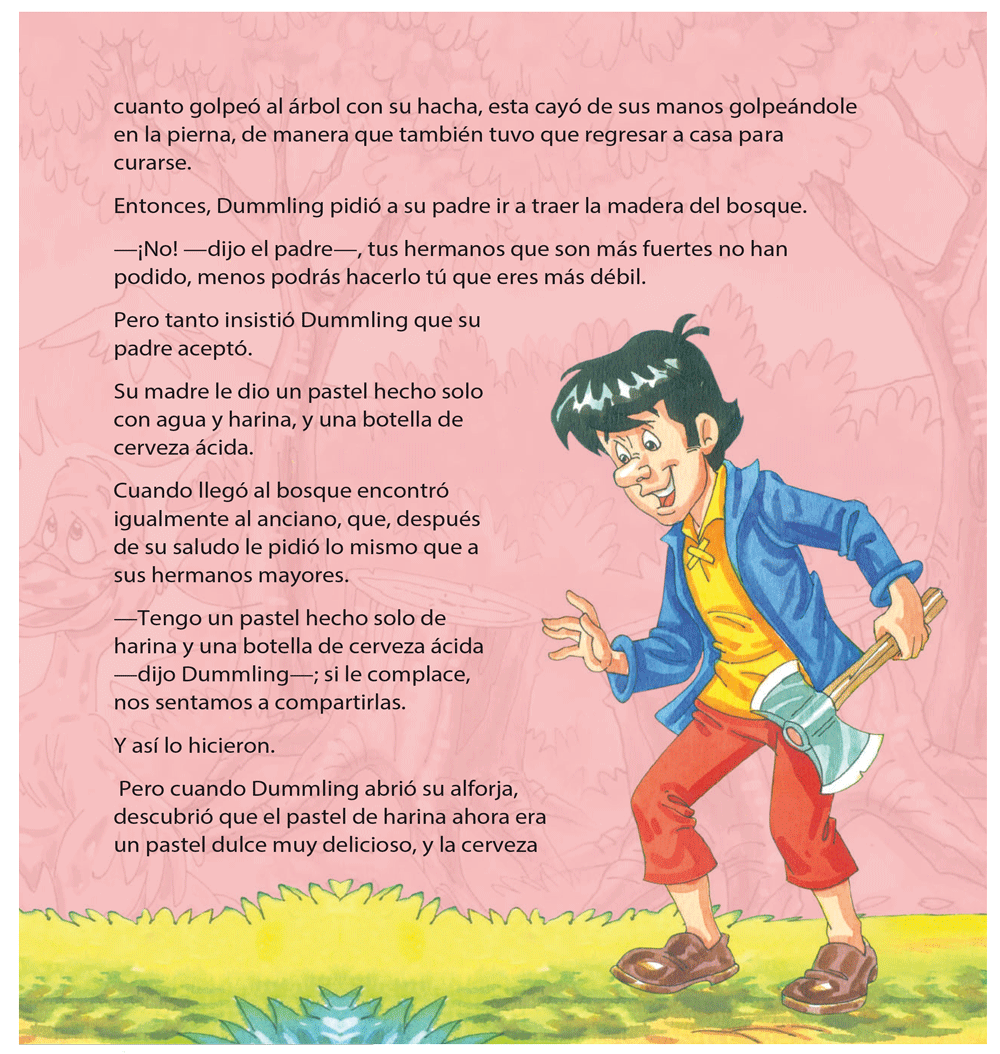 cuanto golpeó al árbol con su hacha, esta cayó de sus manos golpeándole
en la pierna, de manera que también tuvo que regresar a casa para
curarse.
Entonces, Dummling pidió a su padre ir a traer la madera del bosque.
—¡No! —dijo el padre—, tus hermanos que son más fuertes no han
podido, menos podrás hacerlo tú que eres más débil.
Pero tanto insistió Dummling que su
padre aceptó.
Su madre le dio un pastel hecho solo
con agua y harina, y una botella de
cerveza ácida.
Cuando llegó al bosque encontró
igualmente al anciano, que, después
de su saludo le pidió lo mismo que a
sus hermanos mayores.
—Tengo un pastel hecho solo de
harina y una botella de cerveza ácida
—dijo Dummling—; si le complace,
nos sentamos a compartirlas.
Y así lo hicieron.
Pero cuando Dummling abrió su alforja,
descubrió que el pastel de harina ahora era
un pastel dulce muy delicioso, y la cerveza